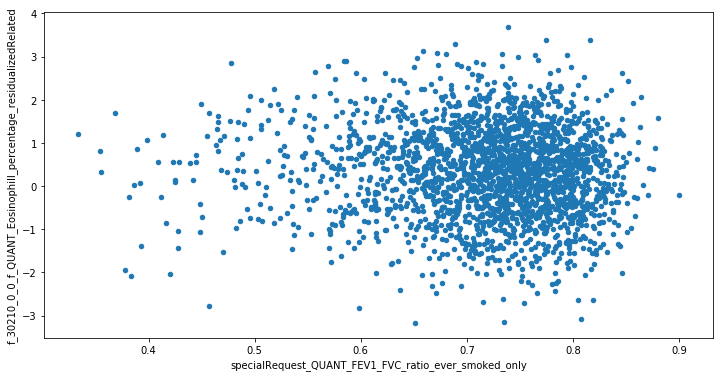 4
3
2
1
0
−1
−2
−3
f_30210_0_0_f_QUANT_Eosinophill_percentage_residualizedRelated
0.4 0.5 0.6 0.7 0.8 0.9
specialRequest_QUANT_FEV1_FVC_ratio_ever_smoked_only